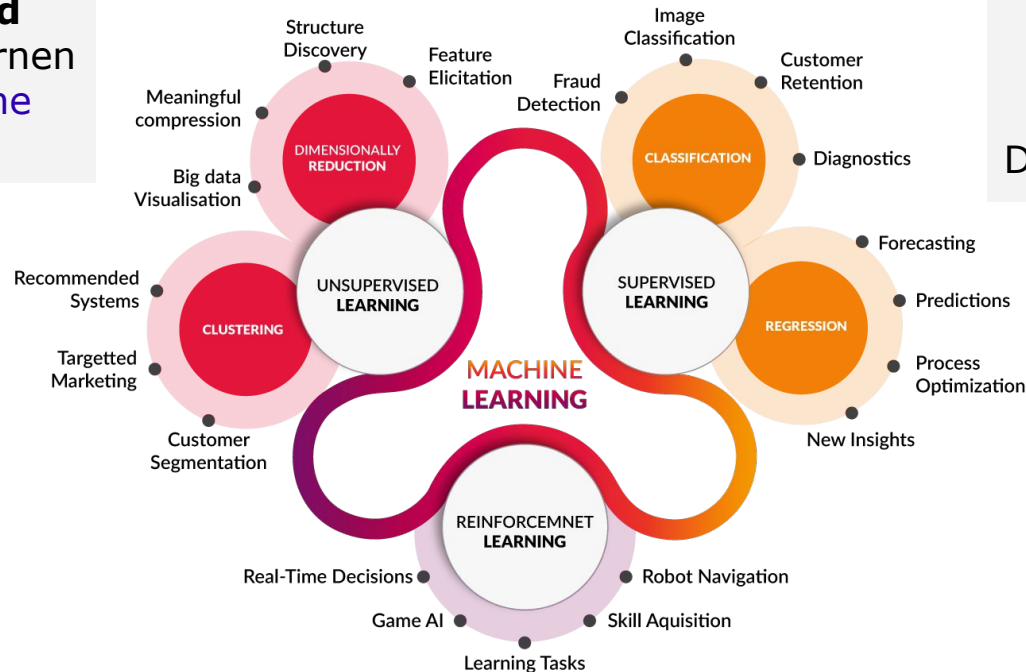 d
rnen
ne
D
Structure
Discovery
Feature
Elicitation
Meaningful
compression
DIMENSIONALLY
REDUCTION
Big data
Visualisation
Recommended
Systems
CLUSTERING
Targetted
Marketing
Customer
Segmentation
UNSUPERVISED
LEARNING
Image
Classification
Fraud
Detection
Customer
Retention
CLASSIFICATION
Diagnostics
SUPERVISED
LEARNING
Forecasting
Predictions
REGRESSION
Process
Optimization
New Insights
MACHINE
LEARNING
REINFORCEMNET
LEARNING
Real-Time Decisions
Robot Navigation
Game AI
Skill Aquisition
Learning Tasks